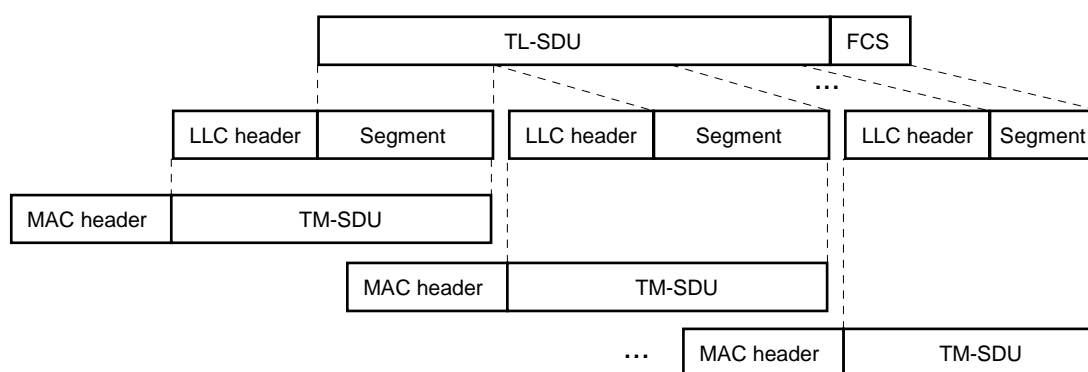 TL-SDU FCS
...
LLC header Segment LLC header Segment LLC header Segment
MAC header TM-SDU
MAC header TM-SDU
... MAC header TM-SDU